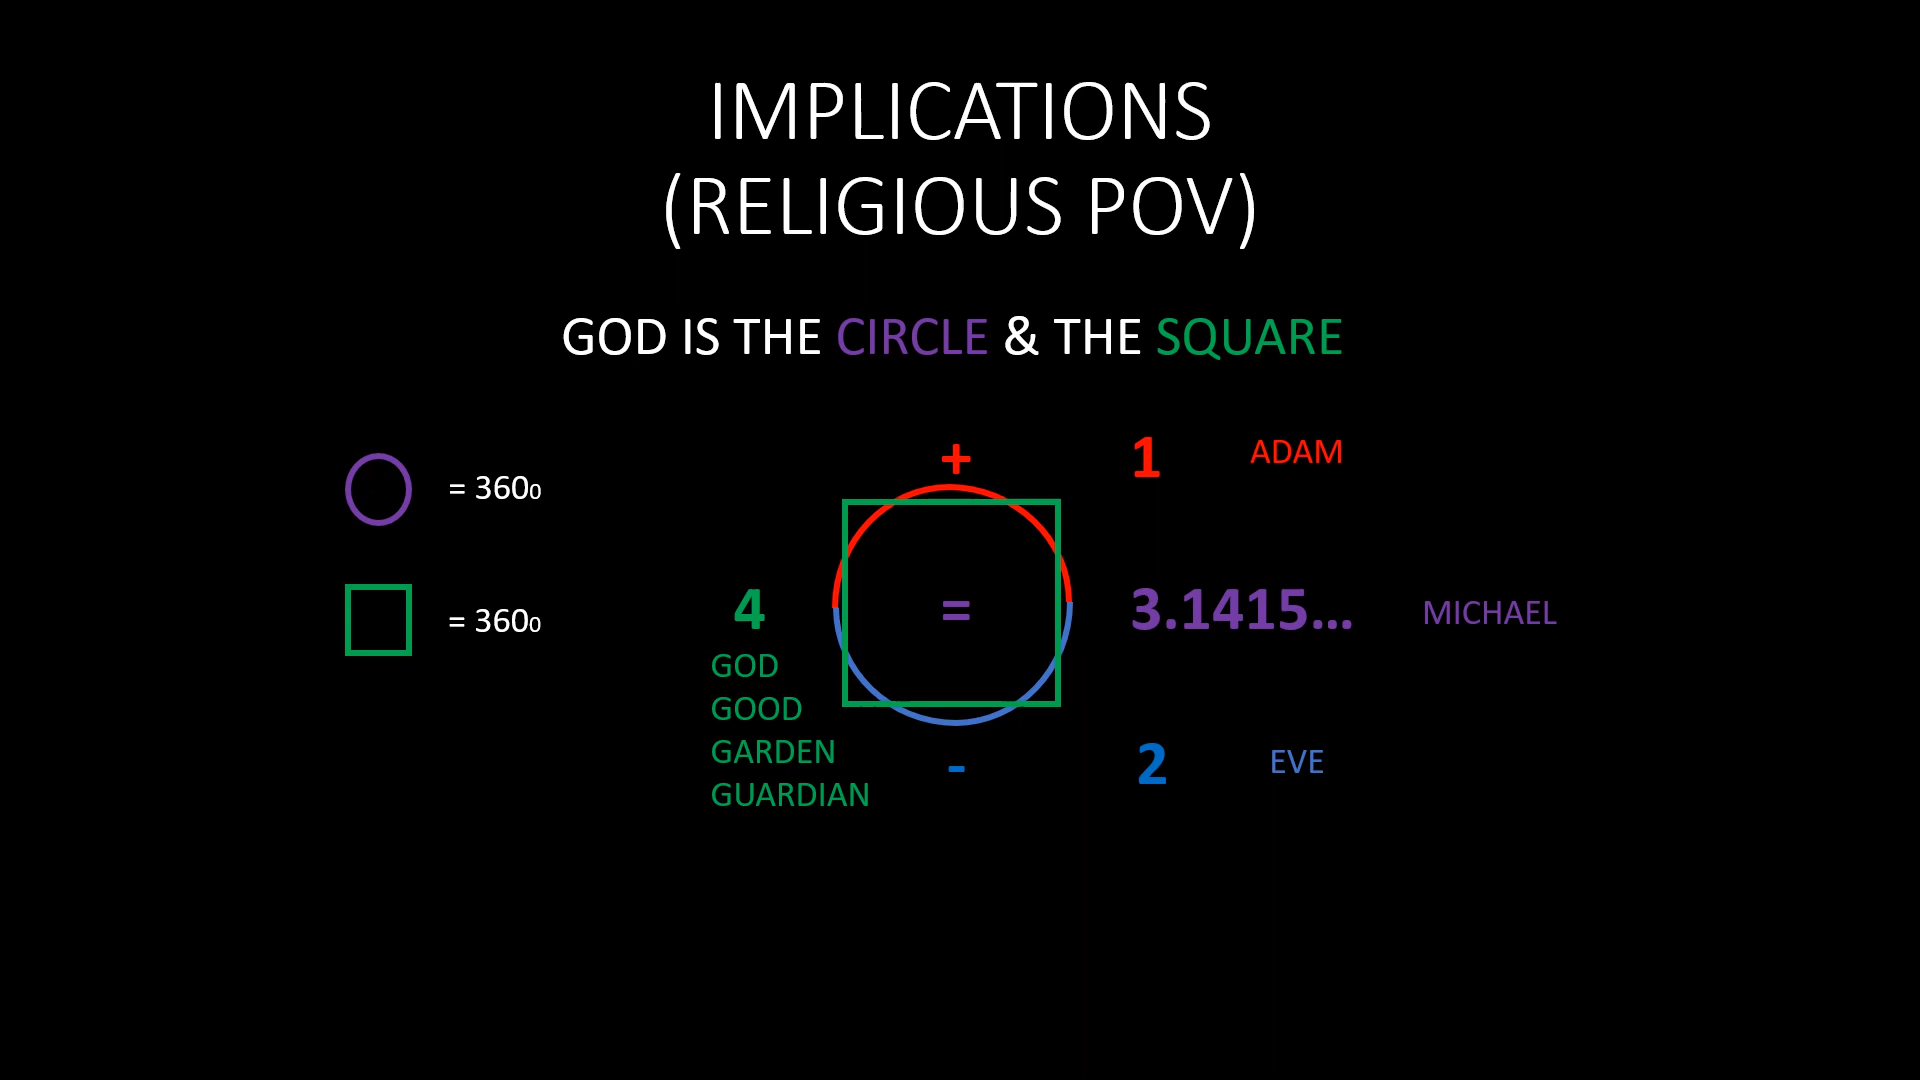 IMPLICATIONS
(RELIGIOUS POV)
GOD IS THE CIRCLE & THE SQUARE
= 3600
= 3600
+
1 ADAM
4
=
3.1415... MICHAEL
GOD
GOOD
GARDEN
GUARDIAN
-
2 EVE